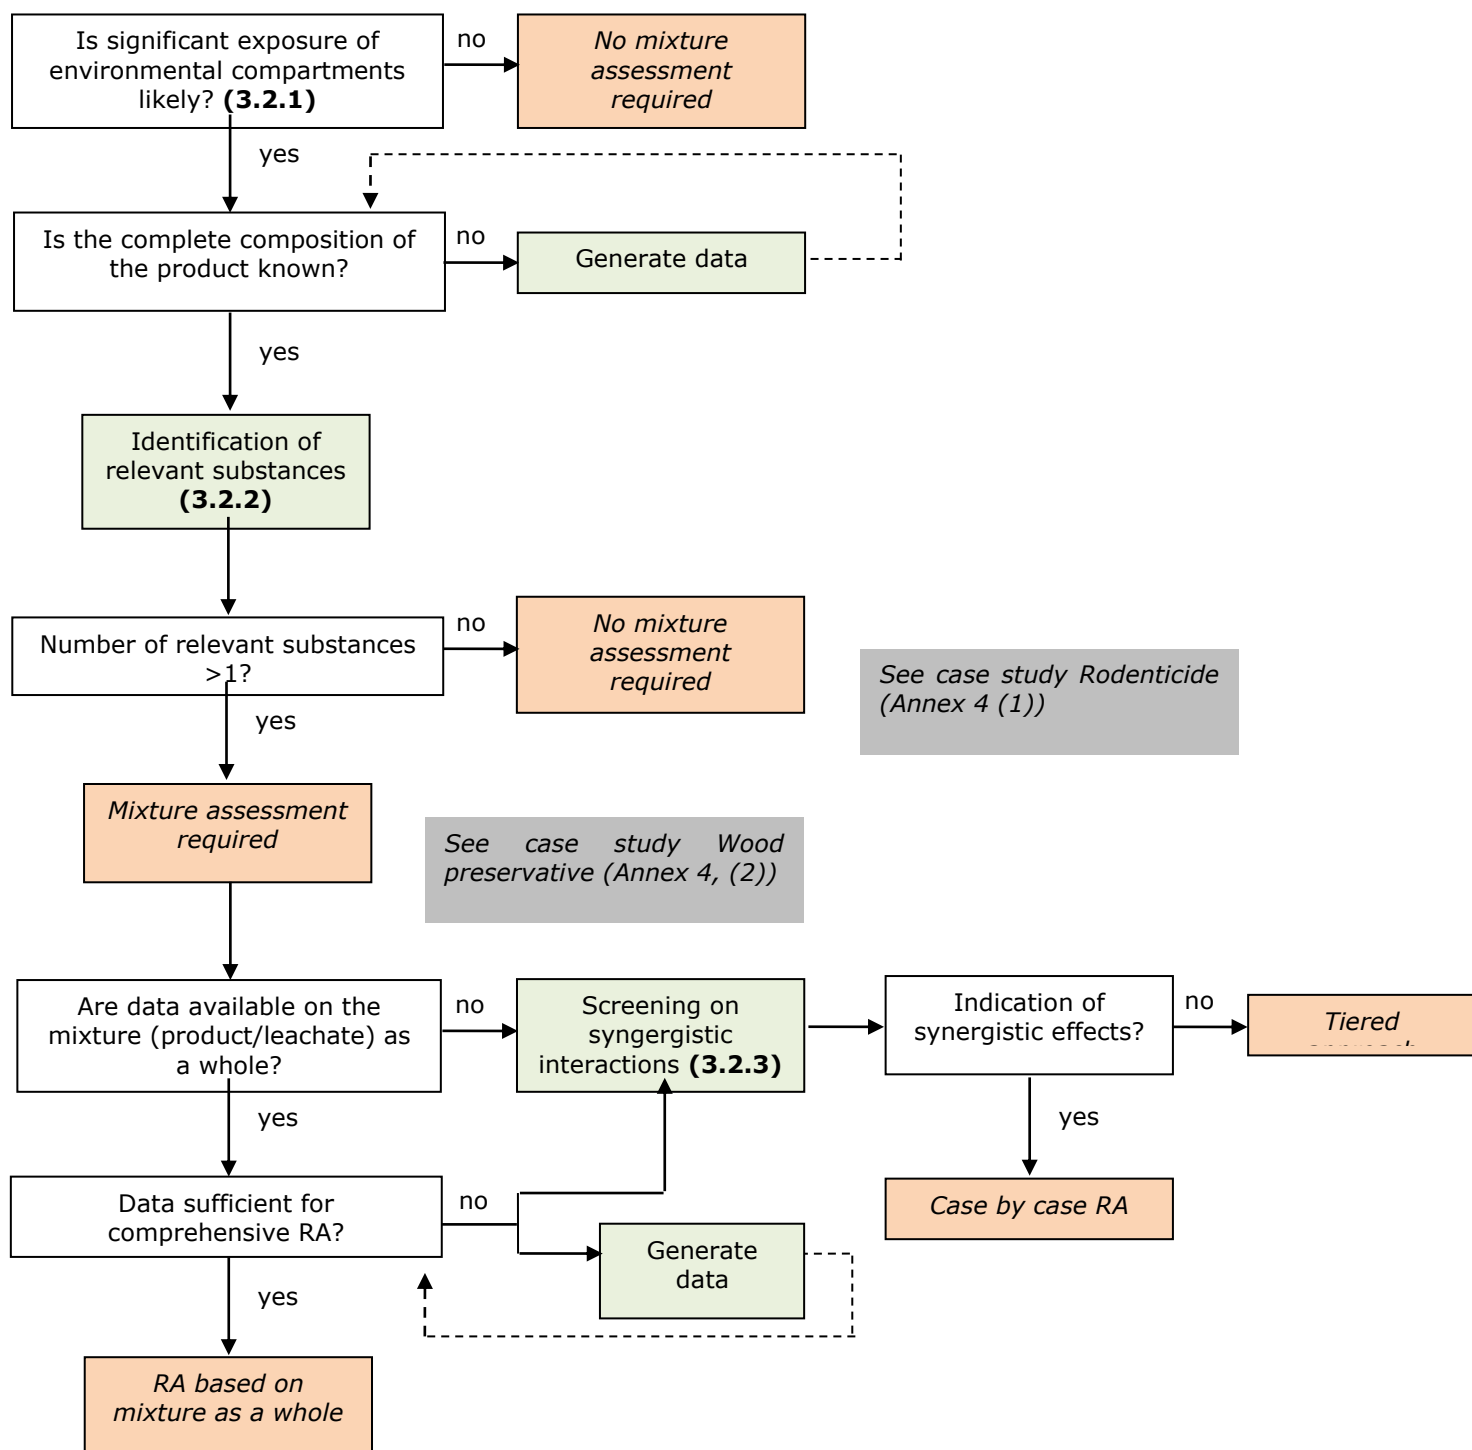 Is significant exposure of
environmental compartments
likely? (3.2.1)
no
No mixture
assessment
required
yes
Is the complete composition of
the product known?
no
Generate data
yes
Identification of
relevant substances
(3.2.2)
Number of relevant substances
>1?
no
No mixture
assessment
required
See case study Rodenticide
(Annex 4 (1))
yes
Mixture assessment
required
See case study Wood
preservative (Annex 4, (2))
Are data available on the
mixture (product/leachate) as
a whole?
no
Screening on
syngergistic
interactions (3.2.3)
Indication of
synergistic effects?
no
Tiered
yes
yes
Case by case RA
Data sufficient for
comprehensive RA?
no
Generate
data
yes
RA based on
mixture as a whole